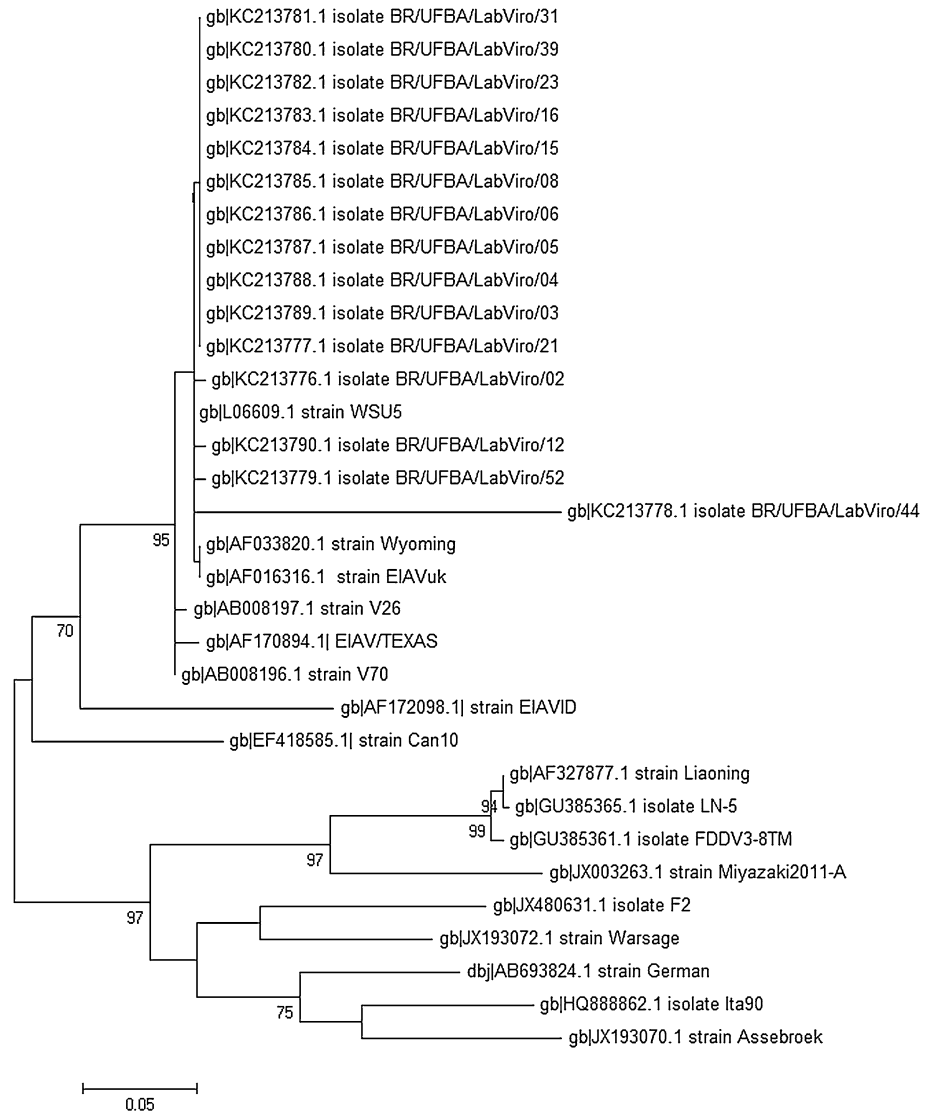 gb|KC213781.1 isolate BR/UFBA/LabViro/31
gb|KC213780.1 isolate BR/UFBA/LabViro/39
gb|KC213782.1 isolate BR/UFBA/LabViro/23
gb|KC213783.1 isolate BR/UFBA/LabViro/16
gb|KC213784.1 isolate BR/UFBA/LabViro/15
gb|KC213785.1 isolate BR/UFBA/LabViro/08
gb|KC213786.1 isolate BR/UFBA/LabViro/06
gb|KC213787.1 isolate BR/UFBA/LabViro/05
gb|KC213788.1 isolate BR/UFBA/LabViro/04
gb|KC213789.1 isolate BR/UFBA/LabViro/03
gb|KC213777.1 isolate BR/UFBA/LabViro/21
gb|KC213776.1 isolate BR/UFBA/LabViro/02
gb|L06609.1 strain WSU5
gb|KC213790.1 isolate BR/UFBA/LabViro/12
gb|KC213779.1 isolate BR/UFBA/LabViro/52
gb|KC213778.1 isolate BR/UFBA/LabViro/44
95
gb|AF033820.1 strain Wyoming
gb|AF016316.1 strain EIAVuk
gb|AB008197.1 strain V26
70
gb|AF170894.1| EIAV/TEXAS
gb|AB008196.1 strain V70
gb|AF172098.1| strain EIAVID
gb|EF418585.1| strain Can10
gb|AF327877.1 strain Liaoning
94
gb|GU385365.1 isolate LN-5
99
gb|GU385361.1 isolate FDDV3-8TM
97
gb|JX003263.1 strain Miyazaki2011-A
gb|JX480631.1 isolate F2
97
gb|JX193072.1 strain Warsage
dbj|AB693824.1 strain German
gb|HQ888862.1 isolate Ita90
75
gb|JX193070.1 strain Assebroek
0.05